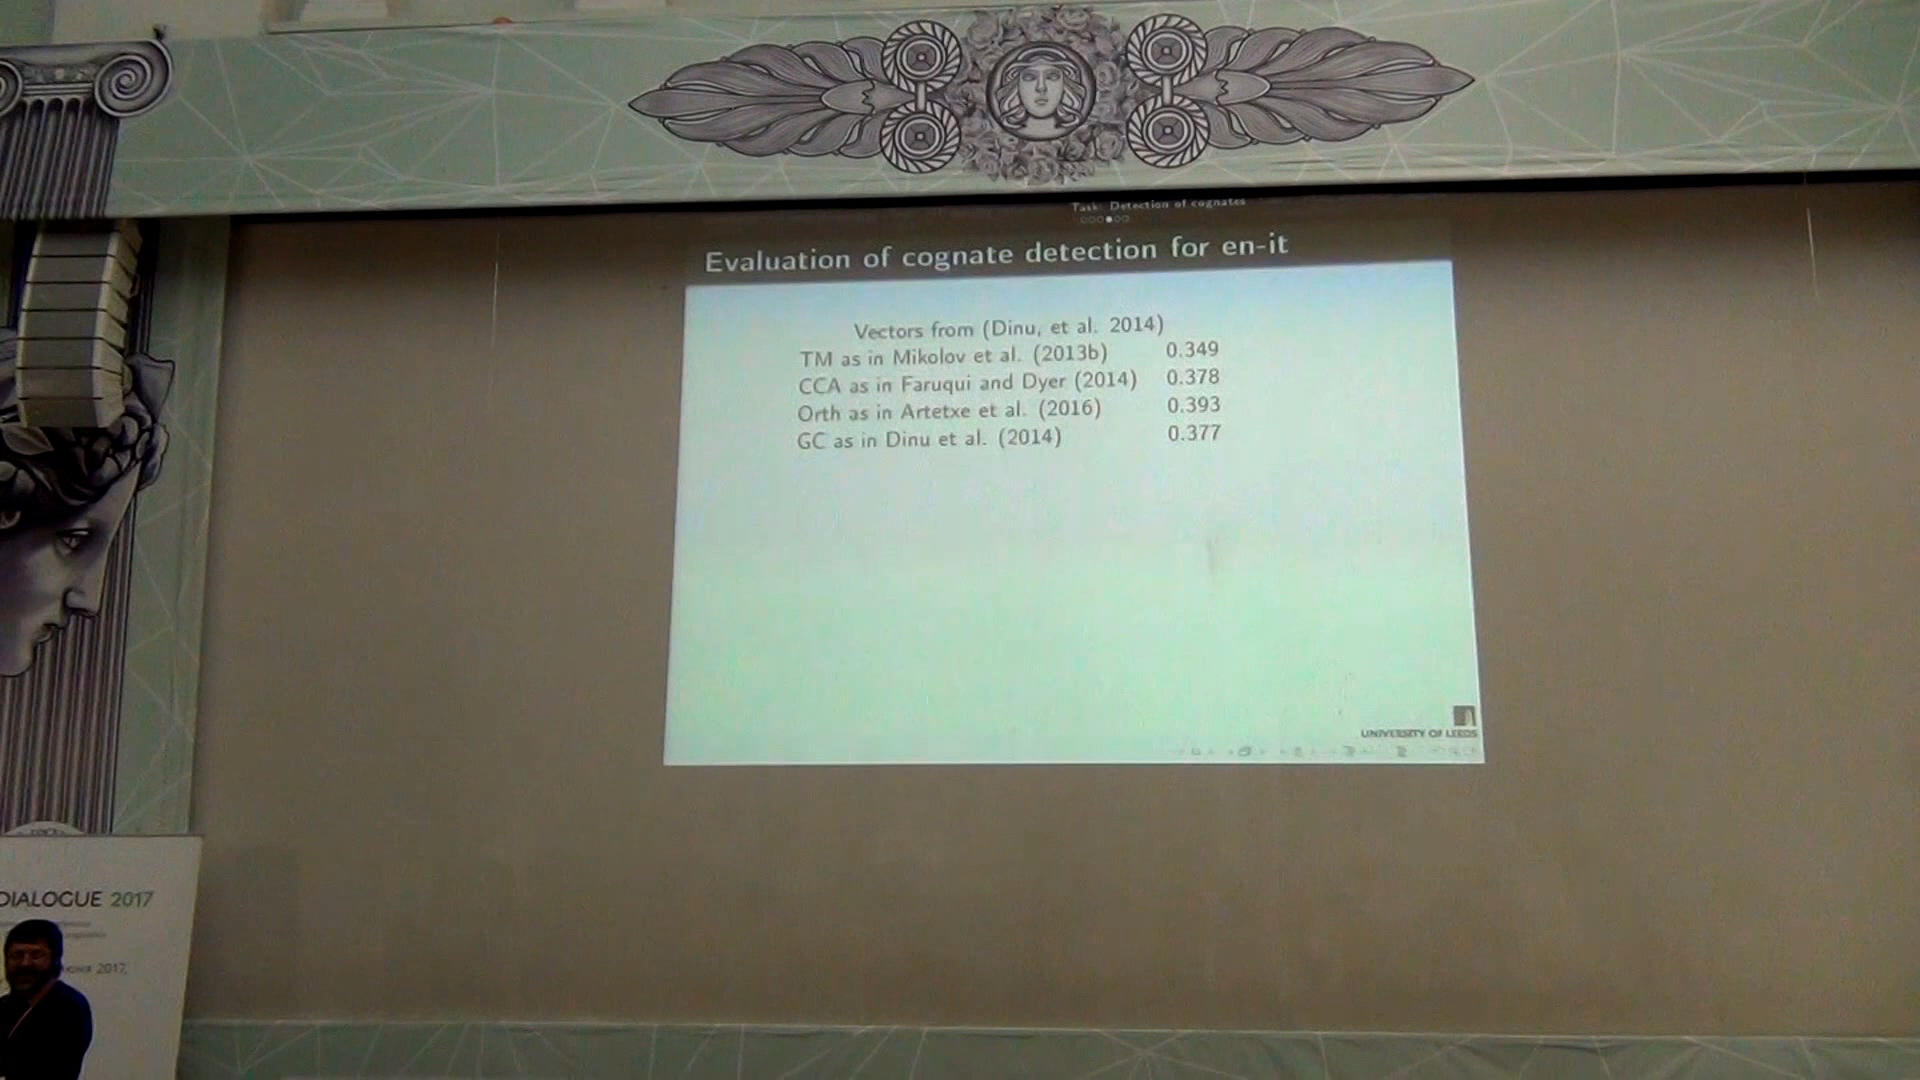 Task: Detection of cognates
Evaluation of cognate detection for en-it
Vectors from (Dinu, et al. 2014)
TM as in Mikolov et al. (2013b) 0.349
CCA as in Faruqui and Dyer (2014) 0.378
Orth as in Artetxe et al. (2016) 0.393
GC as in Dinu et al. (2014) 0.377
UNIVERSITY OF LEEDS
DIALOGUE 2017
2017,